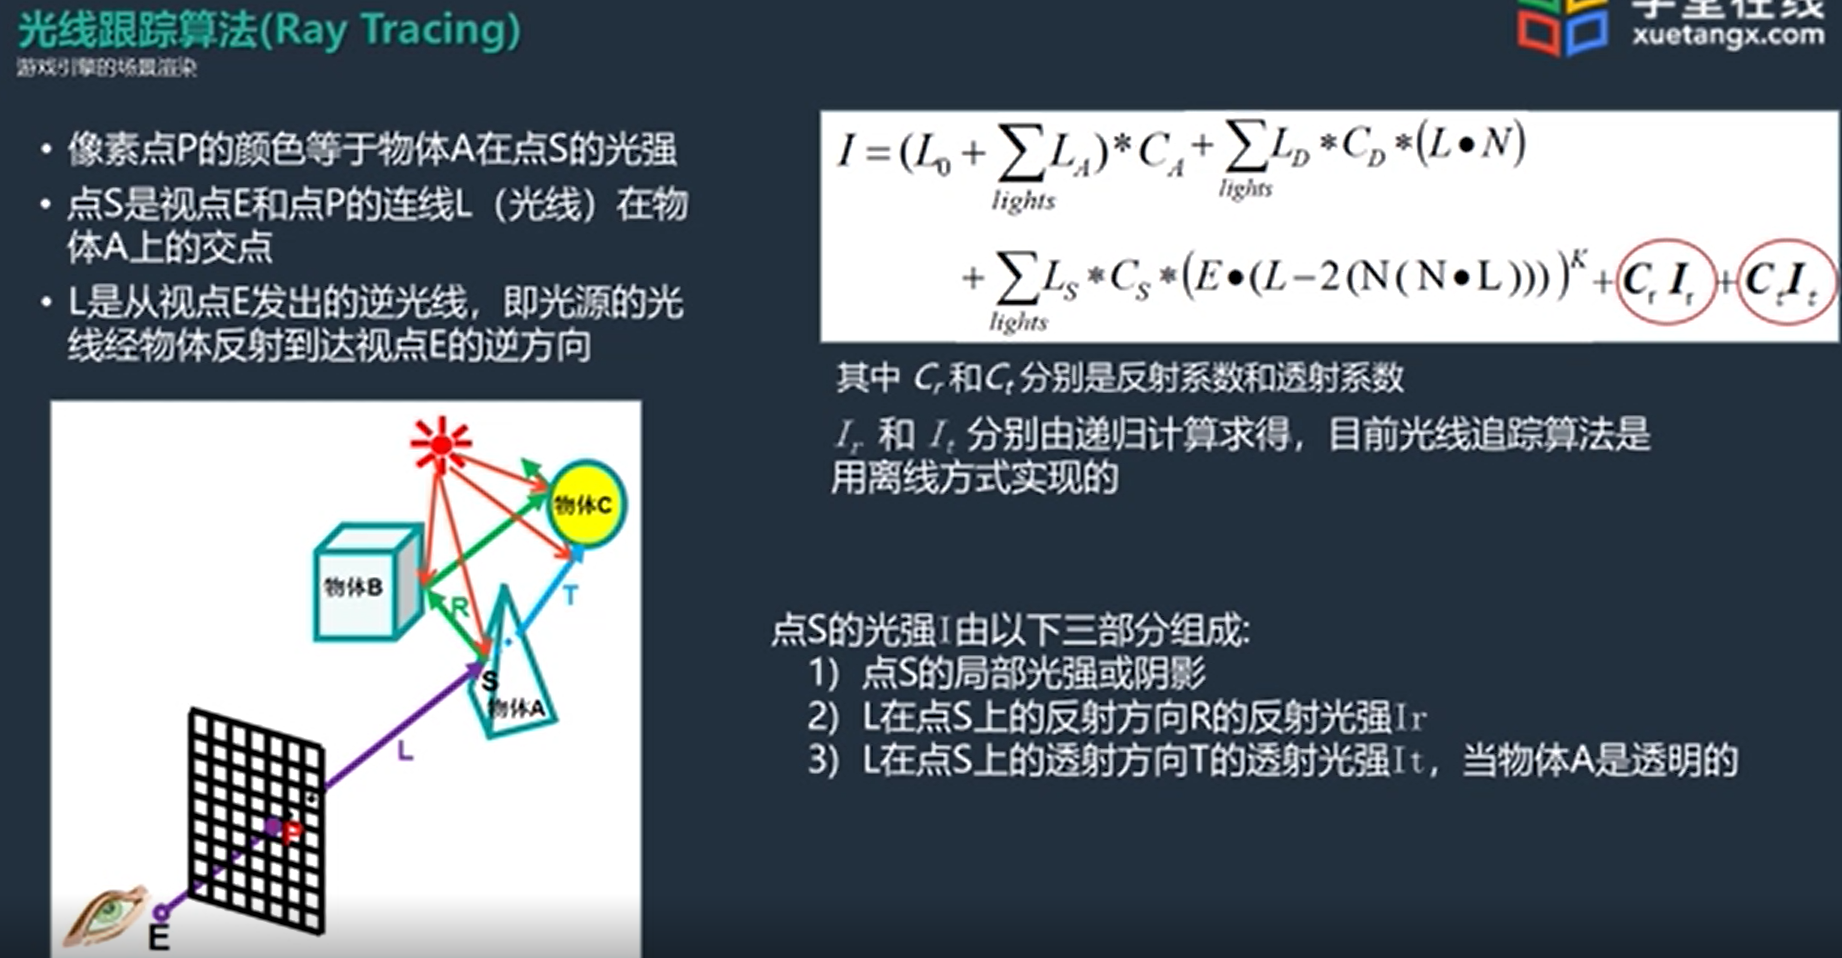 光线跟踪算法(Ray Tracing)
游戏引擎的场景渲染
学堂在线
xuetangx.com
• 像素点P的颜色等于物体A在点S的光强
• 点S是视点E和点P的连线L（光线）在物
体A上的交点
• L是从视点E发出的逆光线，即光源的光
线经物体反射到达视点E的逆方向
I = (L₀ + ∑ L_A) * C_A + ∑ L_D * C_D * (L • N)
lights lights
+ ∑ L_S * C_S * (E • (L − 2(N(N • L))))^K + C_r I_r + C_t I_t
lights
其中 C_r 和 C_t 分别是反射系数和透射系数
I_r 和 I_t 分别由递归计算求得，目前光线追踪算法是
用离线方式实现的
点S的光强I由以下三部分组成:
1) 点S的局部光强或阴影
2) L在点S上的反射方向R的反射光强Ir
3) L在点S上的透射方向T的透射光强It，当物体A是透明的
物体C
物体B
T
R
S
物体A
L
P
E